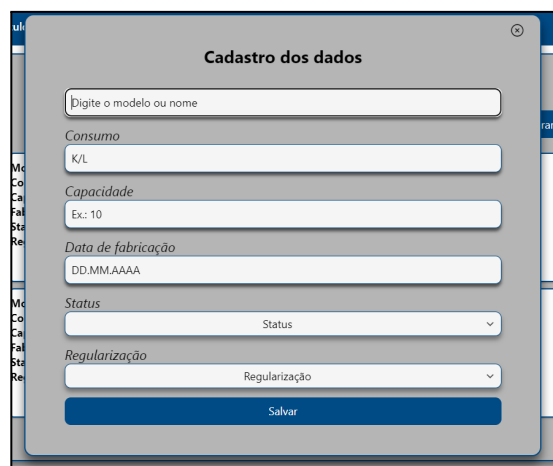 Cadastro dos dados
Digite o modelo ou nome
Consumo
K/L
Capacidade
Ex.: 10
Data de fabricação
DD.MM.AAAA
Status
Status
Regularização
Regularização
Salvar